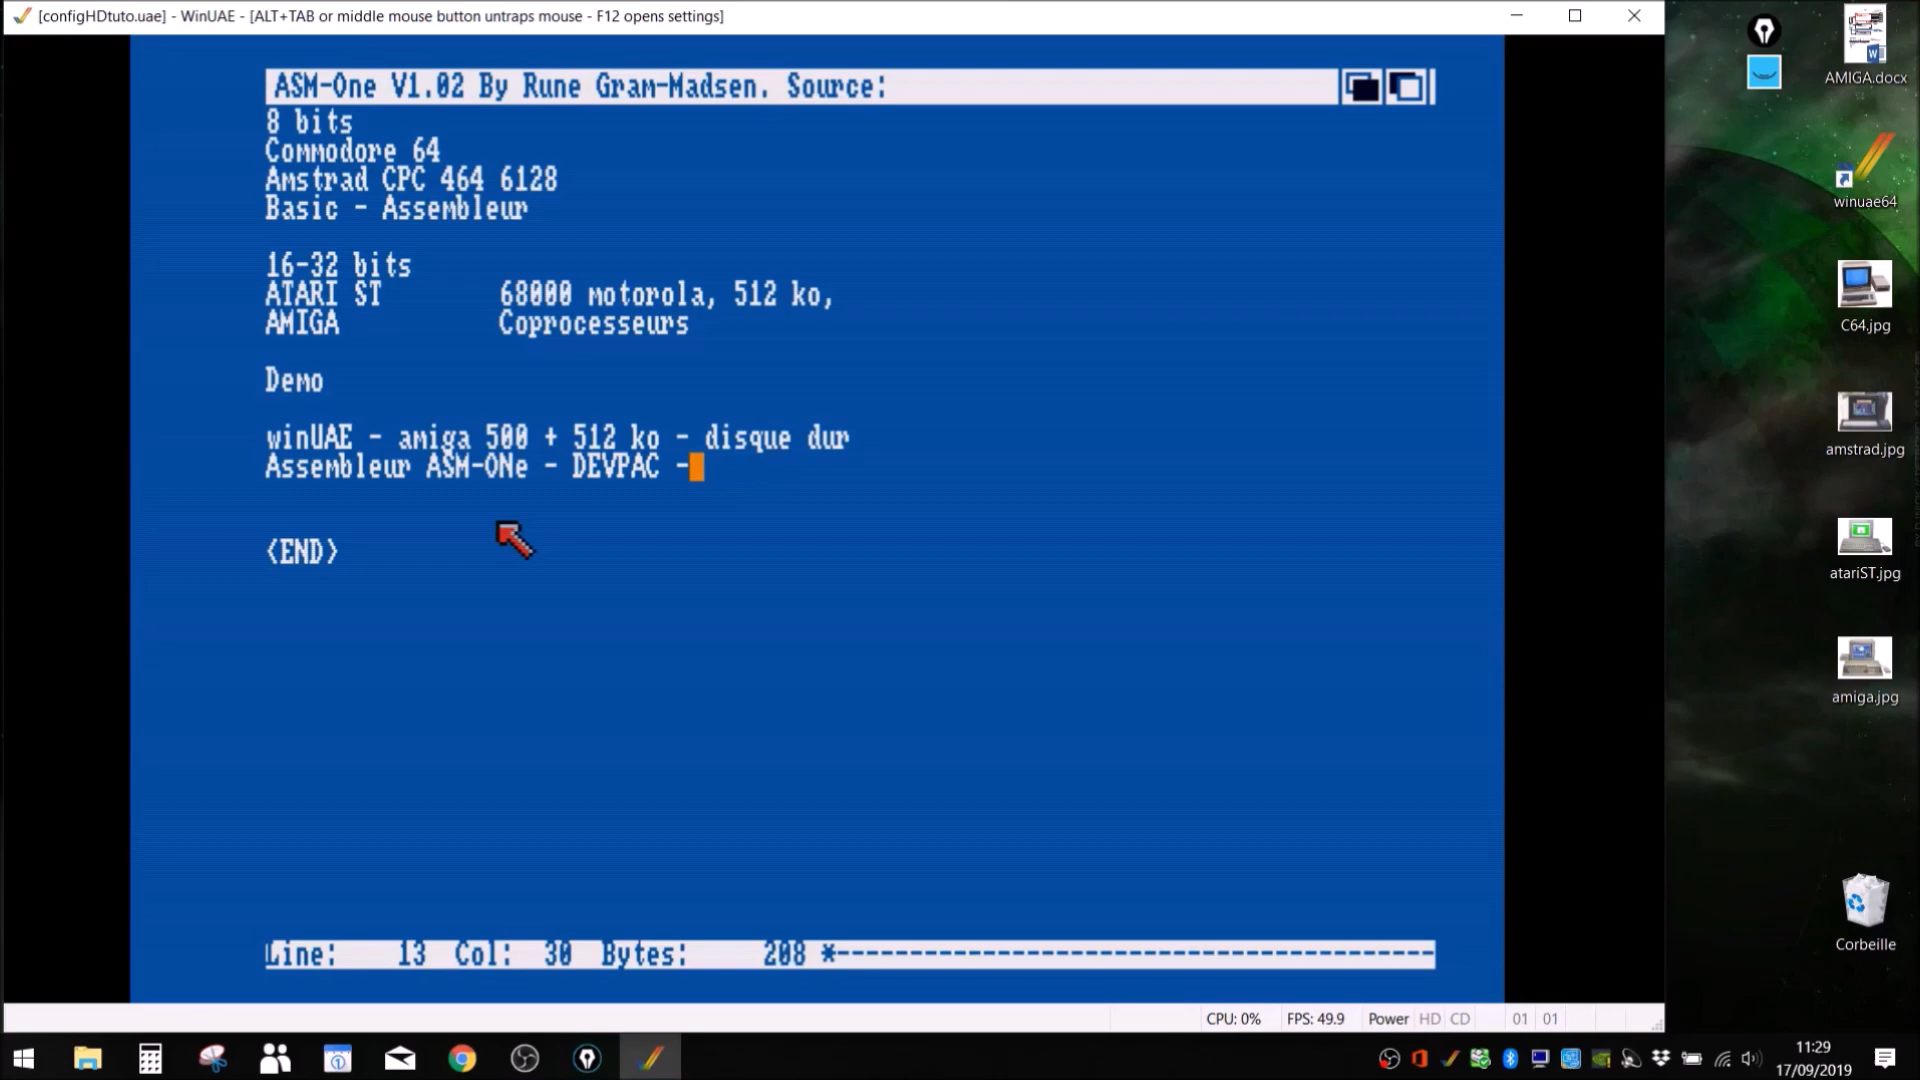 [configHDtuto.uae] - WinUAE - [ALT+TAB or middle mouse button untraps mouse - F12 opens settings]
ASM-One V1.02 By Rune Gram-Madsen. Source:
8 bits
Commodore 64
Amstrad CPC 464 6128
Basic - Assembleur
16-32 bits
ATARI ST 68000 motorola, 512 ko,
AMIGA Coprocesseurs
Demo
winUAE - amiga 500 + 512 ko - disque dur
Assembleur ASM-ONe - DEVPAC -
<END>
Line: 13 Col: 30 Bytes: 208 *----------------------------------------
CPU: 0% FPS: 49.9 Power HD CD 01 01
AMIGA.docx
winuae64
C64.jpg
amstrad.jpg
atariST.jpg
amiga.jpg
Corbeille
11:29
17/09/2019